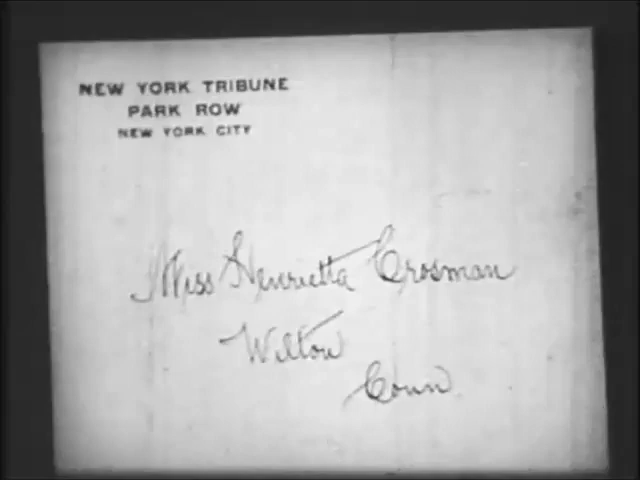 NEW YORK TRIBUNE
PARK ROW
NEW YORK CITY
Miss Henrietta Crosman
Wilton
Conn.